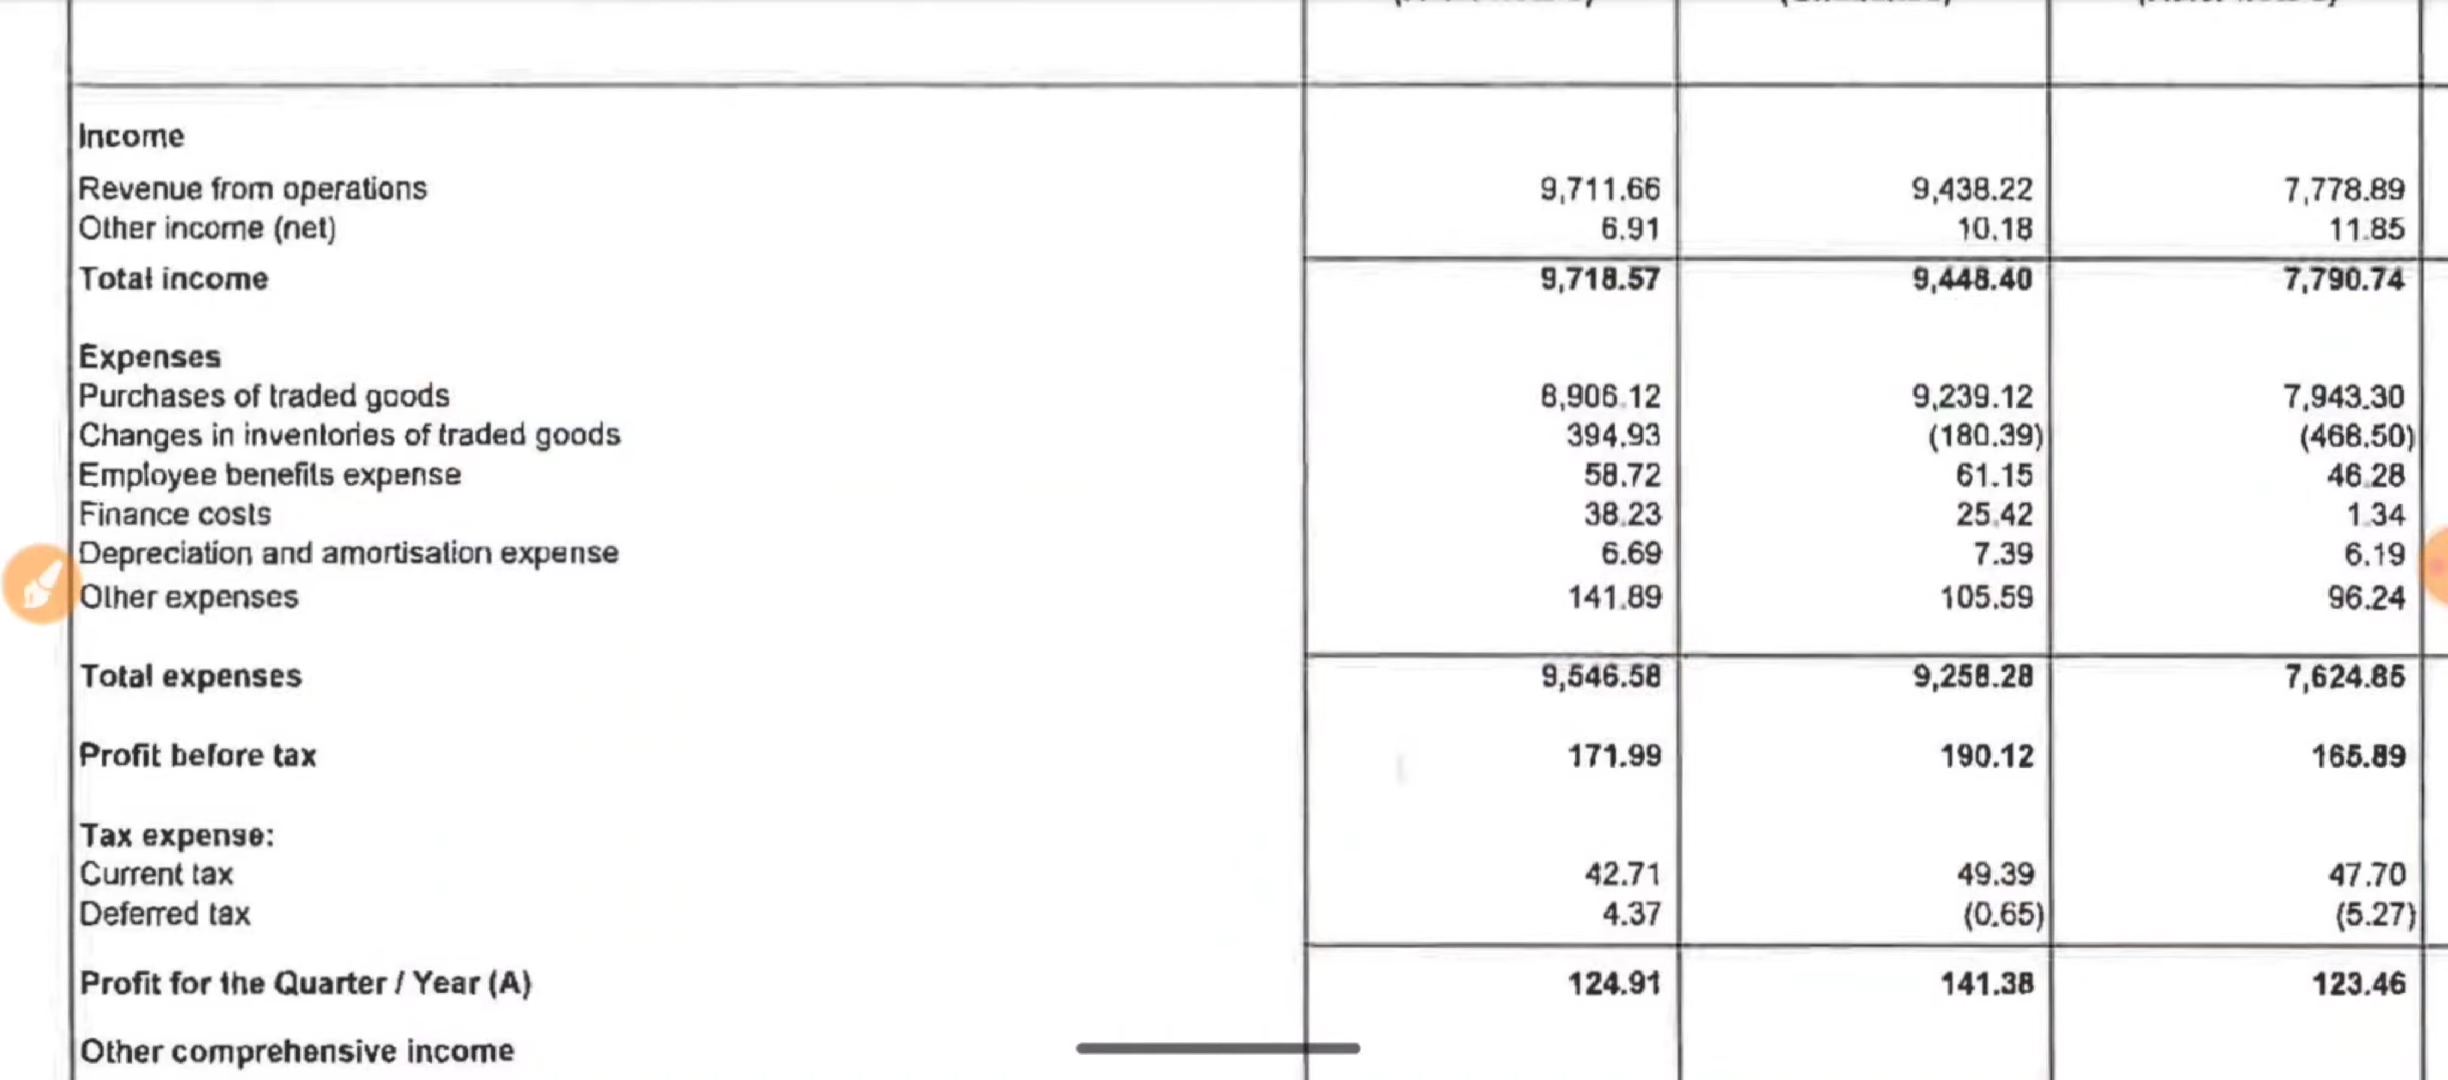 Income
Revenue from operations 9,711.66 9,438.22 7,778.89
Other income (net) 6.91 10.18 11.85
Total income 9,718.57 9,448.40 7,790.74
Expenses
Purchases of traded goods 8,906.12 9,239.12 7,943.30
Changes in inventories of traded goods 394.93 (180.39) (468.50)
Employee benefits expense 58.72 61.15 46.28
Finance costs 38.23 25.42 1.34
Depreciation and amortisation expense 6.69 7.39 6.19
Other expenses 141.89 105.59 96.24
Total expenses 9,546.58 9,258.28 7,624.85
Profit before tax 171.99 190.12 165.89
Tax expense:
Current tax 42.71 49.39 47.70
Deferred tax 4.37 (0.65) (5.27)
Profit for the Quarter / Year (A) 124.91 141.38 123.46
Other comprehensive income